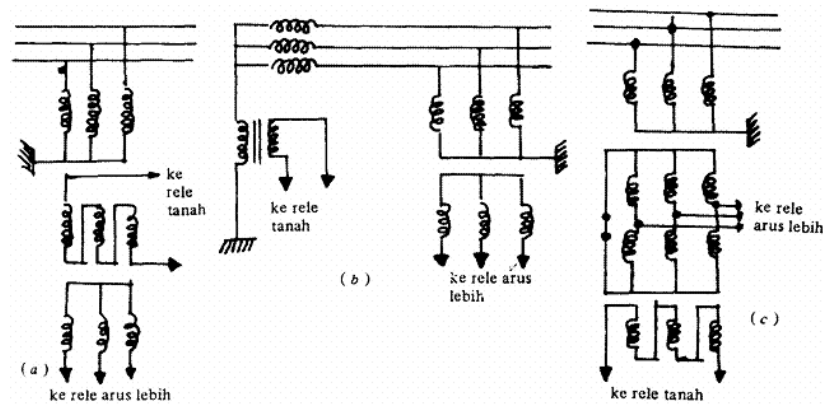 ke
rele
tanah
(a)
ke rele arus lebih
ke rele
tanah
(b)
ke rele arus
lebih
ke rele
arus lebih
(c)
ke rele tanah